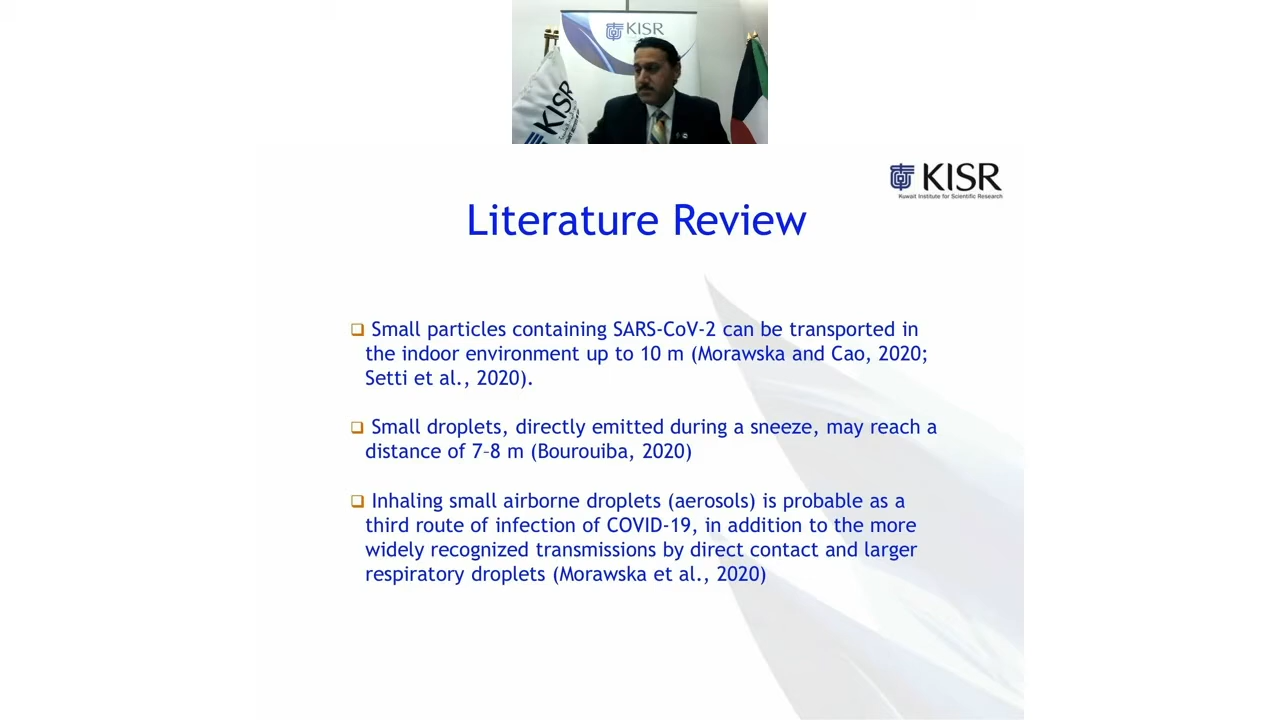 KISR
KISR
KISR
Kuwait Institute for Scientific Research
Literature Review
❑ Small particles containing SARS-CoV-2 can be transported in
the indoor environment up to 10 m (Morawska and Cao, 2020;
Setti et al., 2020).
❑ Small droplets, directly emitted during a sneeze, may reach a
distance of 7–8 m (Bourouiba, 2020)
❑ Inhaling small airborne droplets (aerosols) is probable as a
third route of infection of COVID-19, in addition to the more
widely recognized transmissions by direct contact and larger
respiratory droplets (Morawska et al., 2020)